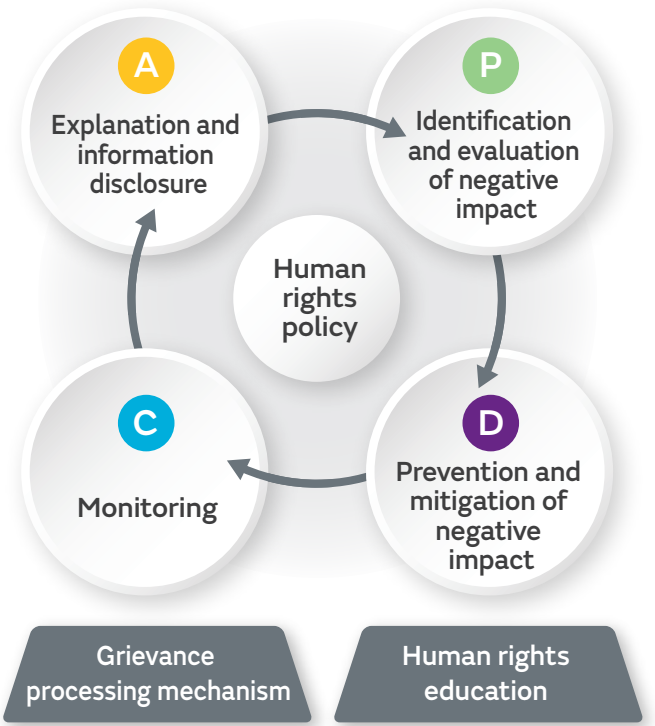 A
Explanation and
information
disclosure
P
Identification
and evaluation
of negative
impact
Human
rights
policy
C
Monitoring
D
Prevention and
mitigation of
negative
impact
Grievance
processing mechanism
Human rights
education